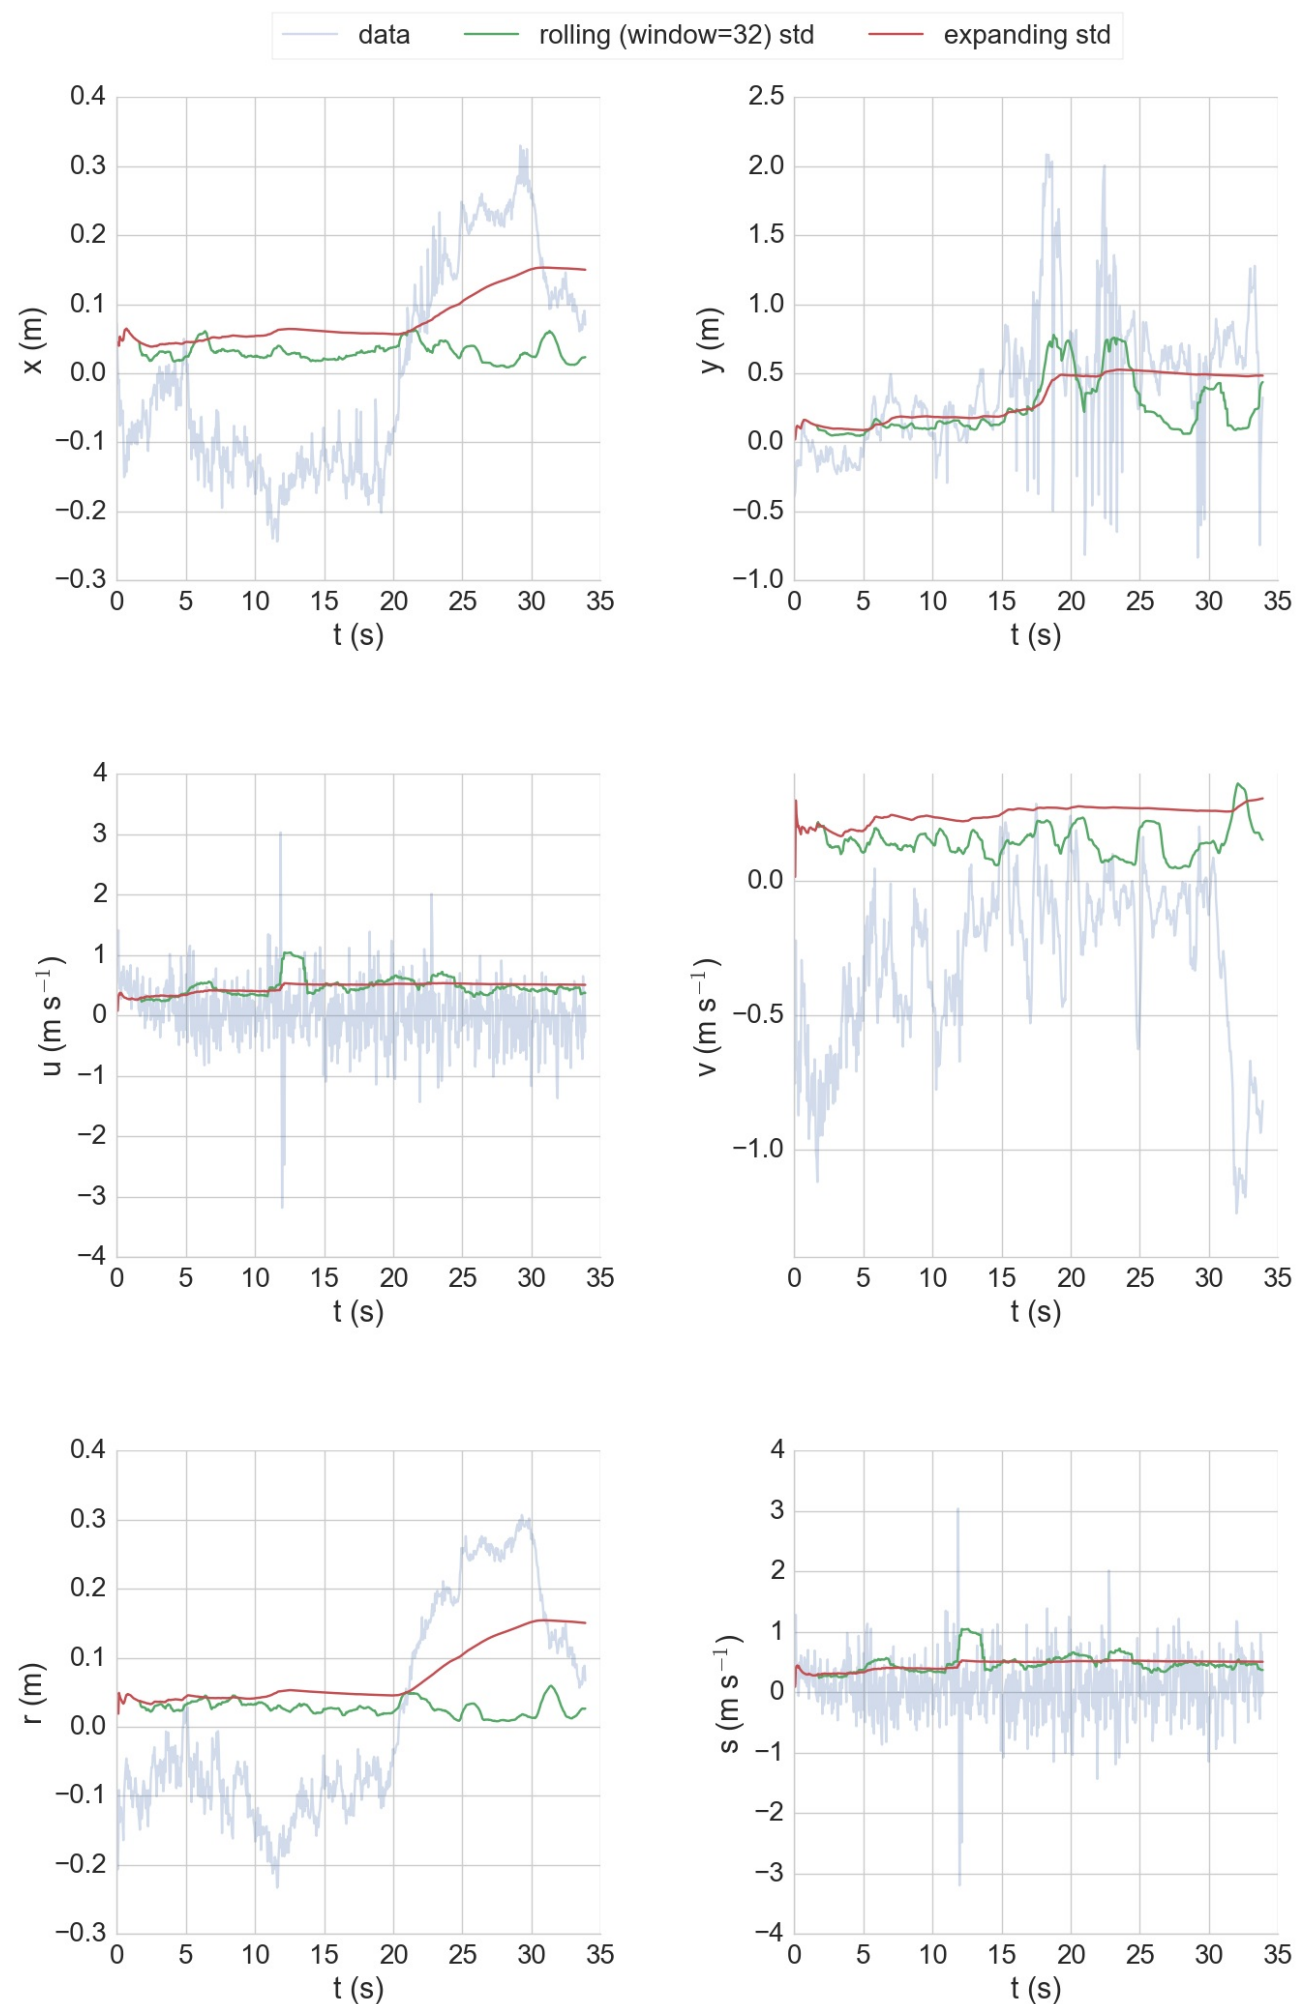 data rolling (window=32) std expanding std
0.4
0.3
0.2
0.1
0.0
−0.1
−0.2
−0.3
x (m)
0 5 10 15 20 25 30 35
t (s)
2.5
2.0
1.5
1.0
0.5
0.0
−0.5
−1.0
y (m)
0 5 10 15 20 25 30 35
t (s)
4
3
2
1
0
−1
−2
−3
−4
u (m s⁻¹)
0 5 10 15 20 25 30 35
t (s)
0.0
−0.5
−1.0
v (m s⁻¹)
0 5 10 15 20 25 30 35
t (s)
0.4
0.3
0.2
0.1
0.0
−0.1
−0.2
−0.3
r (m)
0 5 10 15 20 25 30 35
t (s)
4
3
2
1
0
−1
−2
−3
−4
s (m s⁻¹)
0 5 10 15 20 25 30 35
t (s)